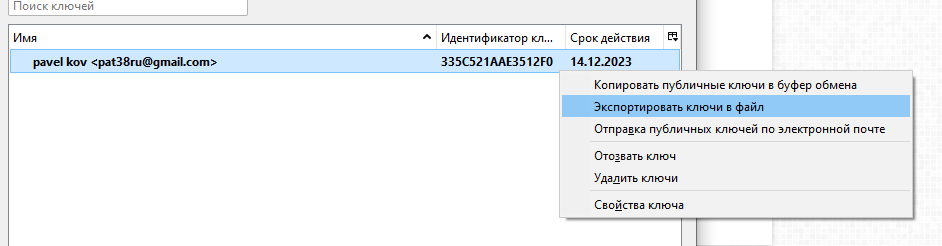 Поиск ключей
Имя Идентификатор кл... Срок действия
pavel kov <pat38ru@gmail.com> 335C521AAE3512F0 14.12.2023
Копировать публичные ключи в буфер обмена
Экспортировать ключи в файл
Отправка публичных ключей по электронной почте
Отозвать ключ
Удалить ключи
Свойства ключа